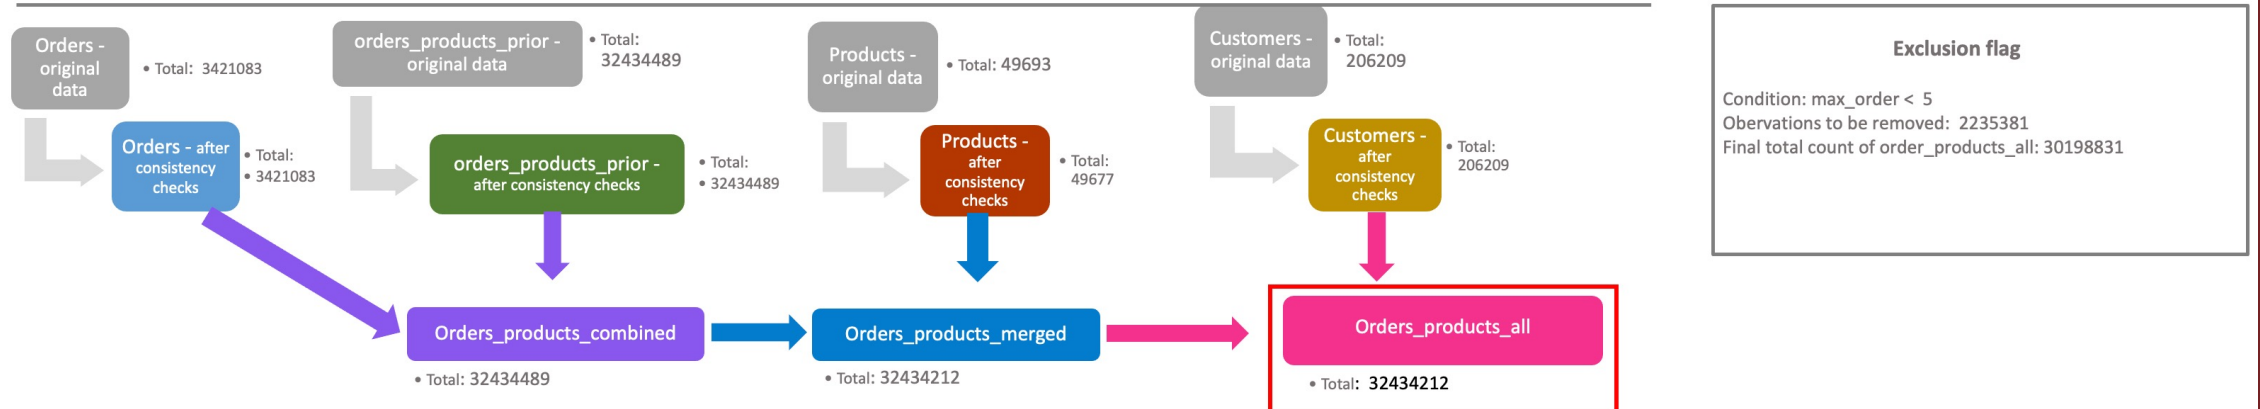 Orders -
original
data
• Total: 3421083
orders_products_prior -
original data
• Total:
32434489
Products -
original data
• Total: 49693
Customers -
original data
• Total:
206209
Orders - after
consistency
checks
• Total:
• 3421083
orders_products_prior -
after consistency checks
• Total:
• 32434489
Products -
after
consistency
checks
• Total:
49677
Customers -
after
consistency
checks
• Total:
206209
Orders_products_combined
• Total: 32434489
Orders_products_merged
• Total: 32434212
Orders_products_all
• Total: 32434212
Exclusion flag
Condition: max_order < 5
Obervations to be removed: 2235381
Final total count of order_products_all: 30198831